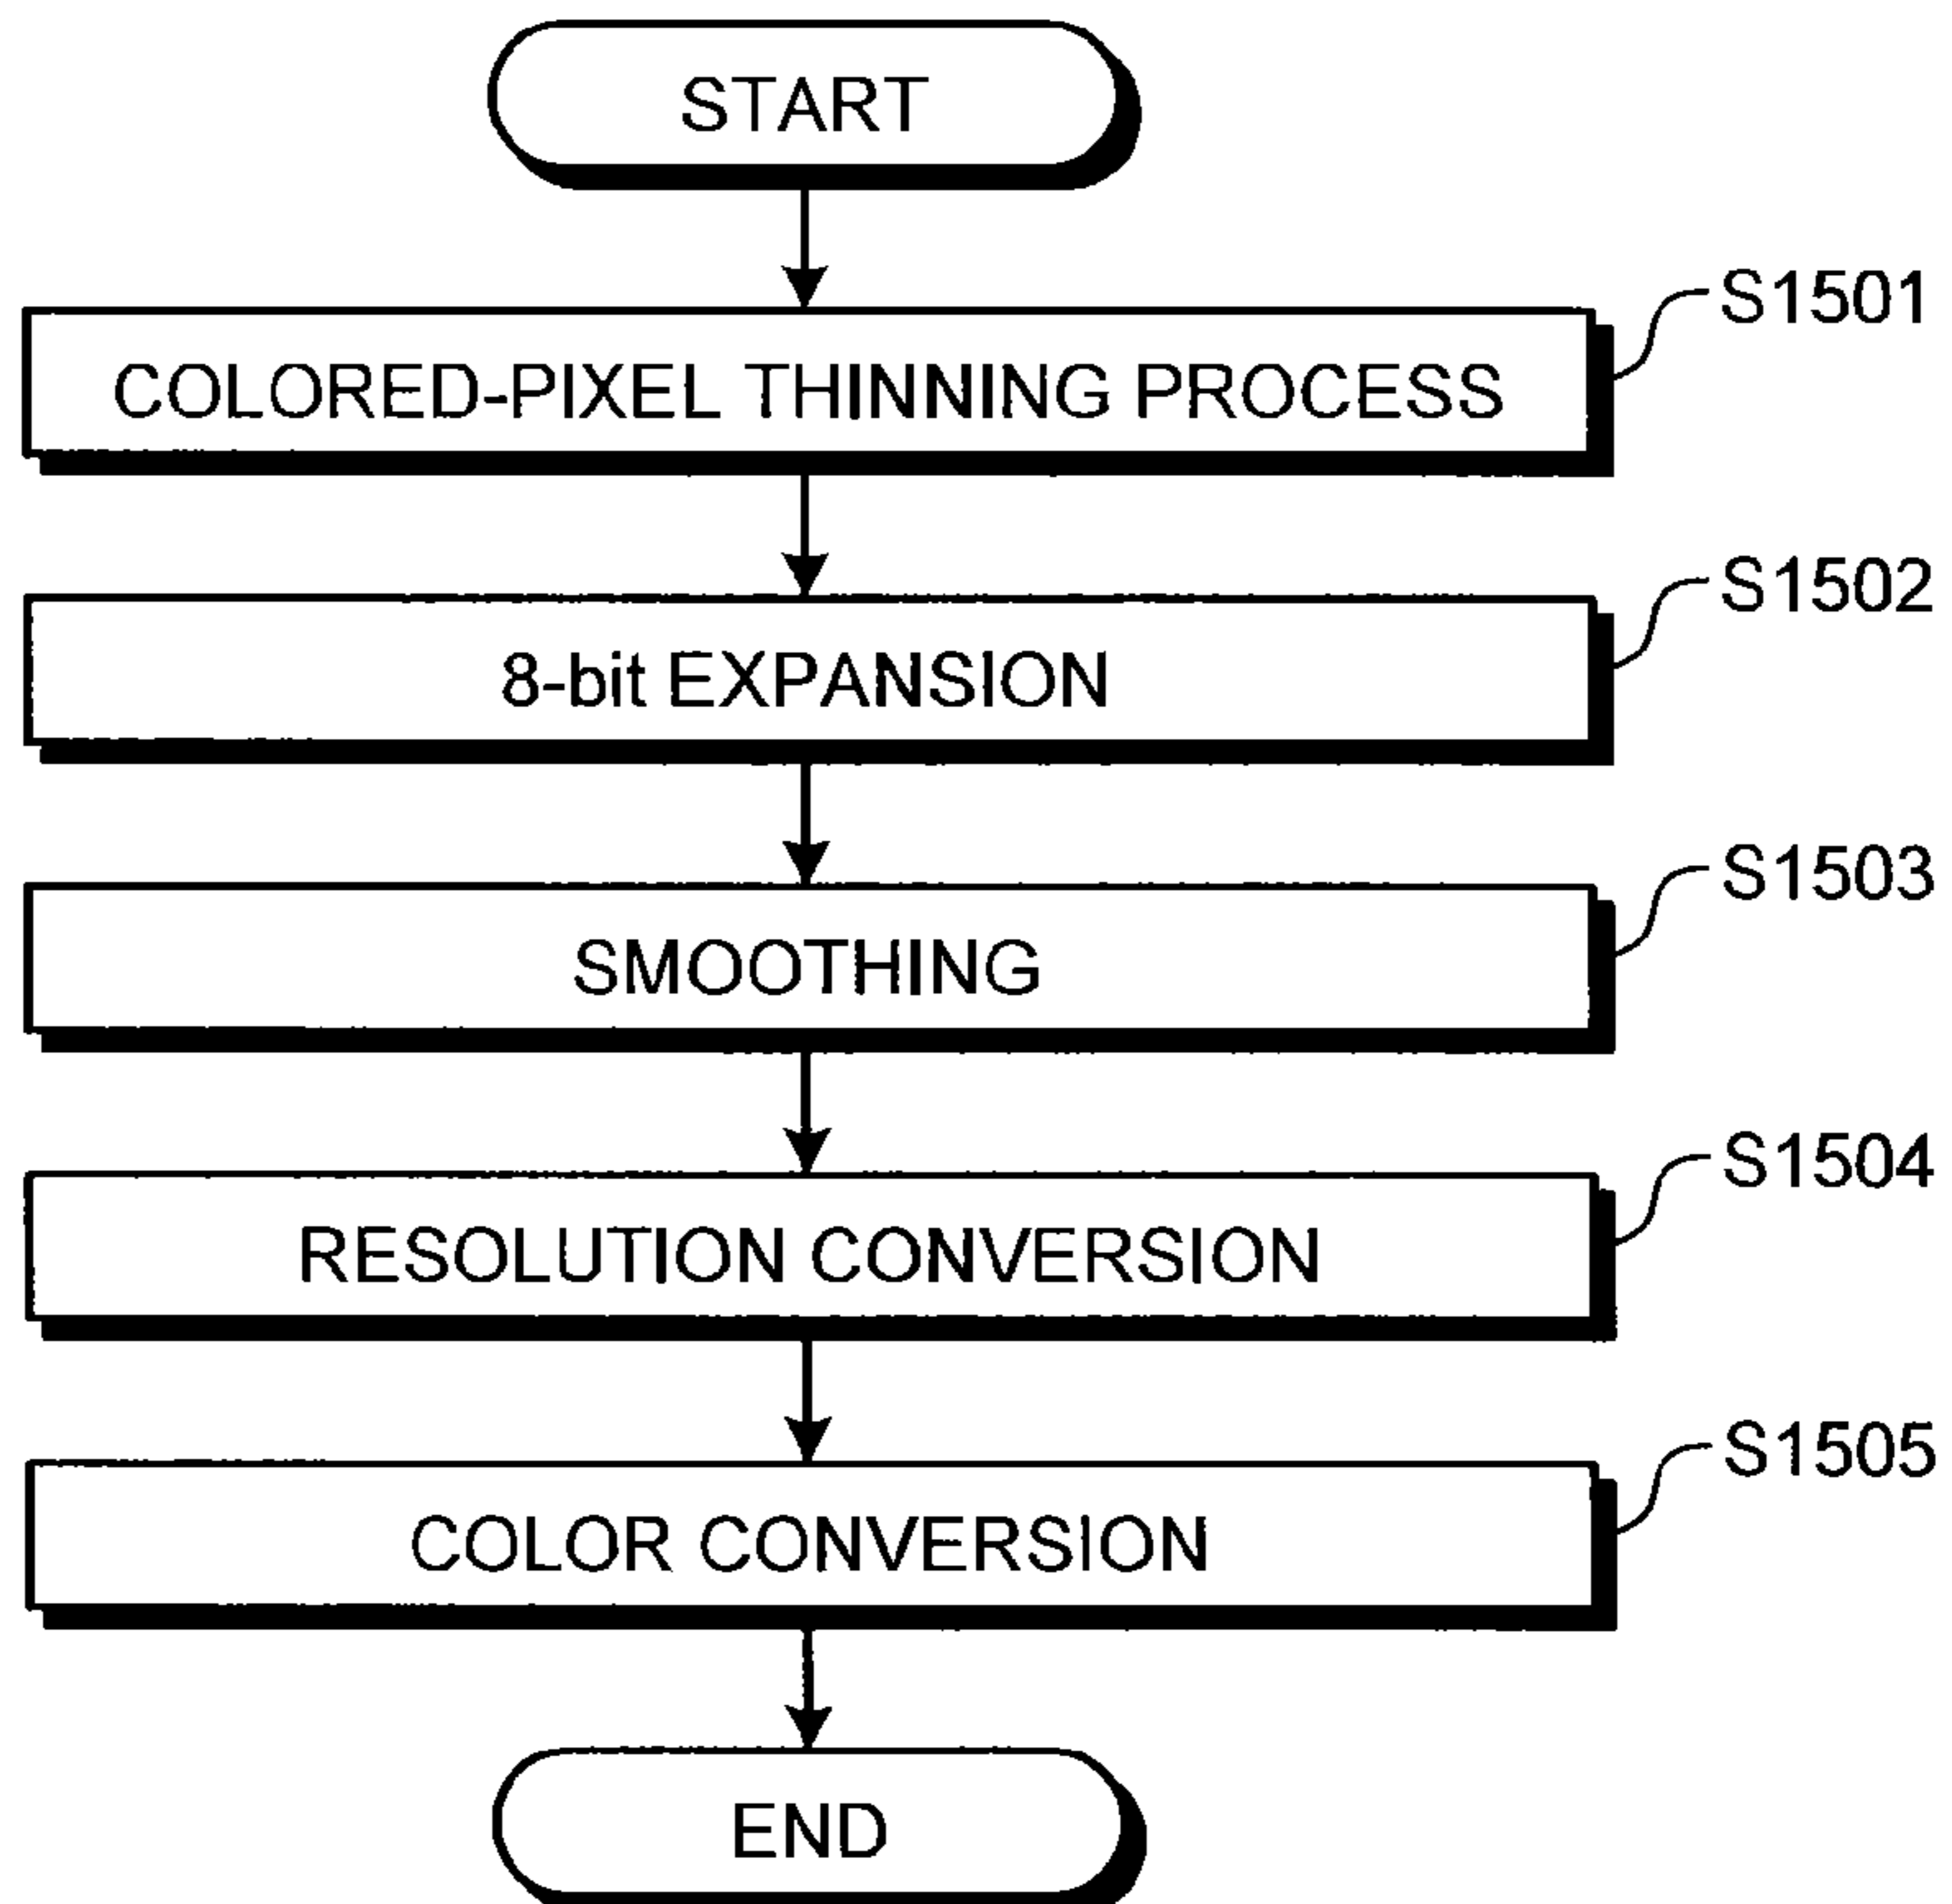 START
S1501
COLORED-PIXEL THINNING PROCESS
S1502
8-bit EXPANSION
S1503
SMOOTHING
S1504
RESOLUTION CONVERSION
S1505
COLOR CONVERSION
END